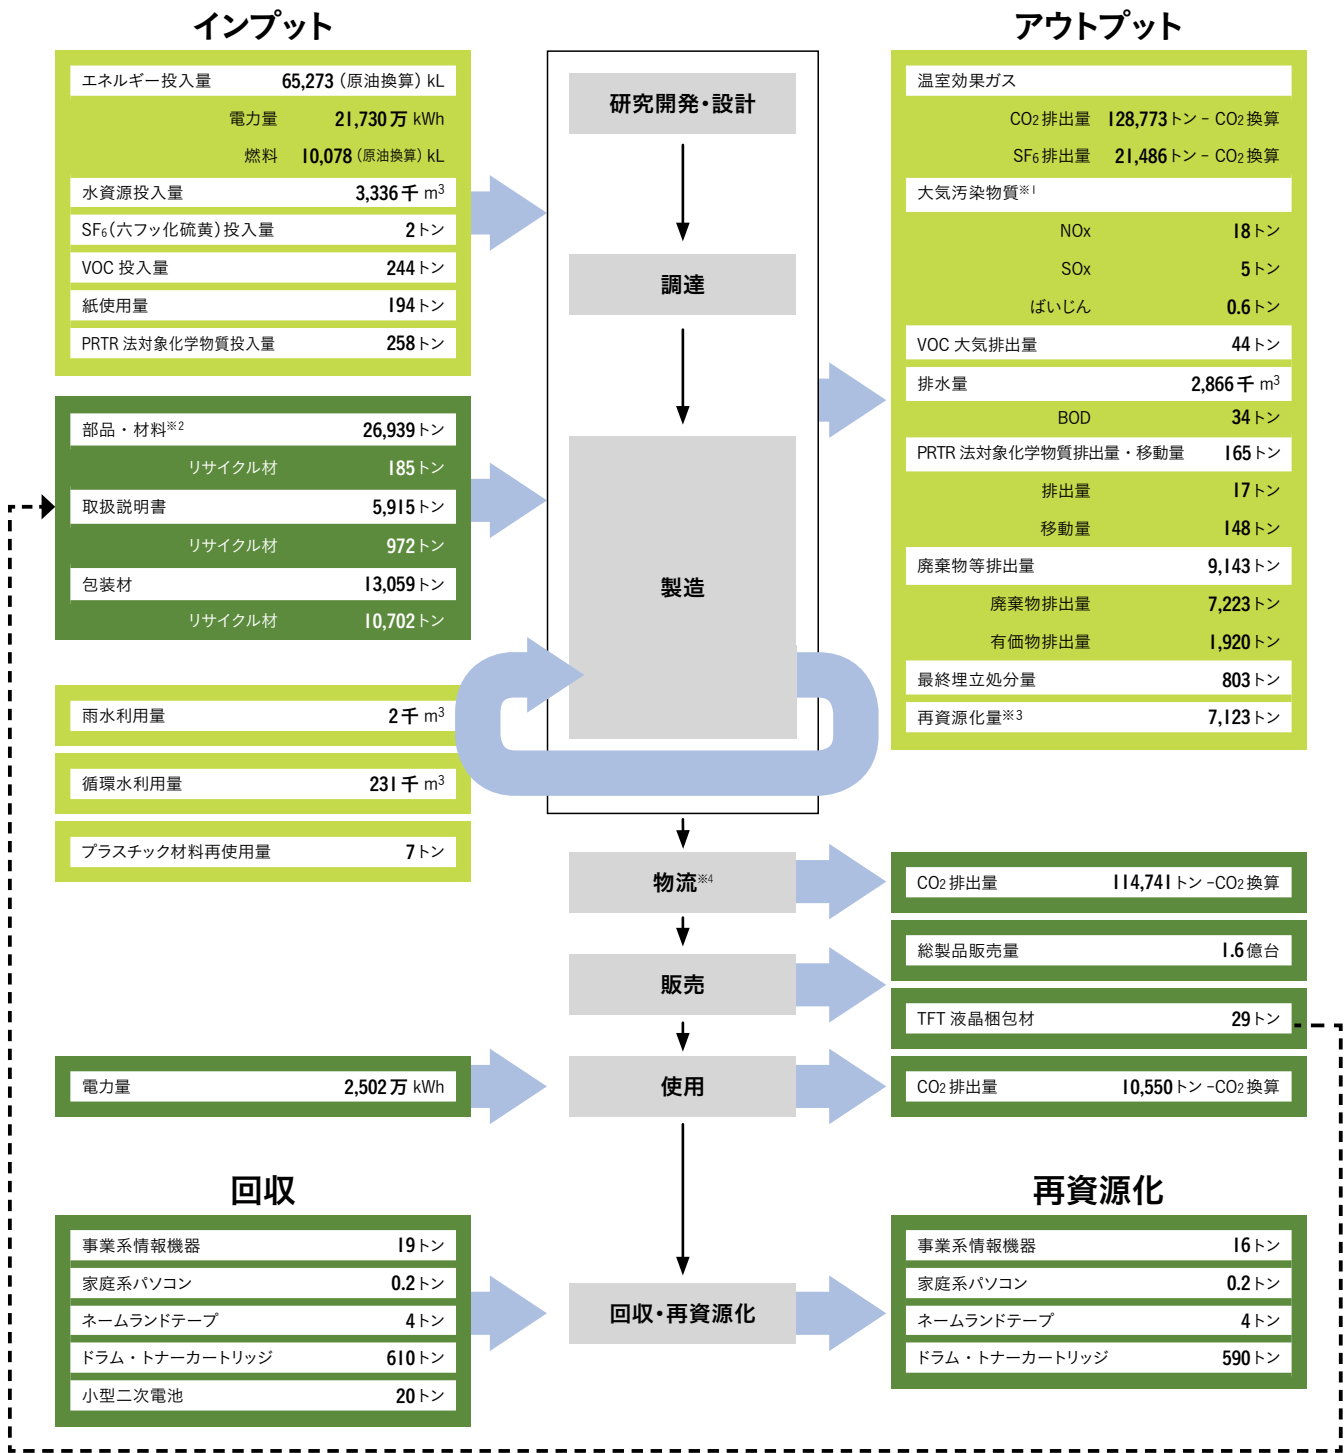 インプット
エネルギー投入量 65,273 (原油換算) kL
電力量 21,730万 kWh
燃料 10,078 (原油換算) kL
水資源投入量 3,336千 m³
SF₆(六フッ化硫黄)投入量 2トン
VOC 投入量 244トン
紙使用量 194トン
PRTR 法対象化学物質投入量 258トン
部品・材料※2 26,939トン
リサイクル材 185トン
取扱説明書 5,915トン
リサイクル材 972トン
包装材 13,059トン
リサイクル材 10,702トン
雨水利用量 2千 m³
循環水利用量 231千 m³
プラスチック材料再使用量 7トン
電力量 2,502万 kWh
回収
事業系情報機器 19トン
家庭系パソコン 0.2トン
ネームランドテープ 4トン
ドラム・トナーカートリッジ 610トン
小型二次電池 20トン
研究開発・設計
調達
製造
物流※4
販売
使用
回収・再資源化
アウトプット
温室効果ガス
CO₂排出量 128,773トン－CO₂換算
SF₆排出量 21,486トン－CO₂換算
大気汚染物質※1
NOx 18トン
SOx 5トン
ばいじん 0.6トン
VOC 大気排出量 44トン
排水量 2,866千 m³
BOD 34トン
PRTR 法対象化学物質排出量・移動量 165トン
排出量 17トン
移動量 148トン
廃棄物等排出量 9,143トン
廃棄物排出量 7,223トン
有価物排出量 1,920トン
最終埋立処分量 803トン
再資源化量※3 7,123トン
CO₂排出量 114,741トン－CO₂換算
総製品販売量 1.6億台
TFT 液晶梱包材 29トン
CO₂排出量 10,550トン－CO₂換算
再資源化
事業系情報機器 16トン
家庭系パソコン 0.2トン
ネームランドテープ 4トン
ドラム・トナーカートリッジ 590トン